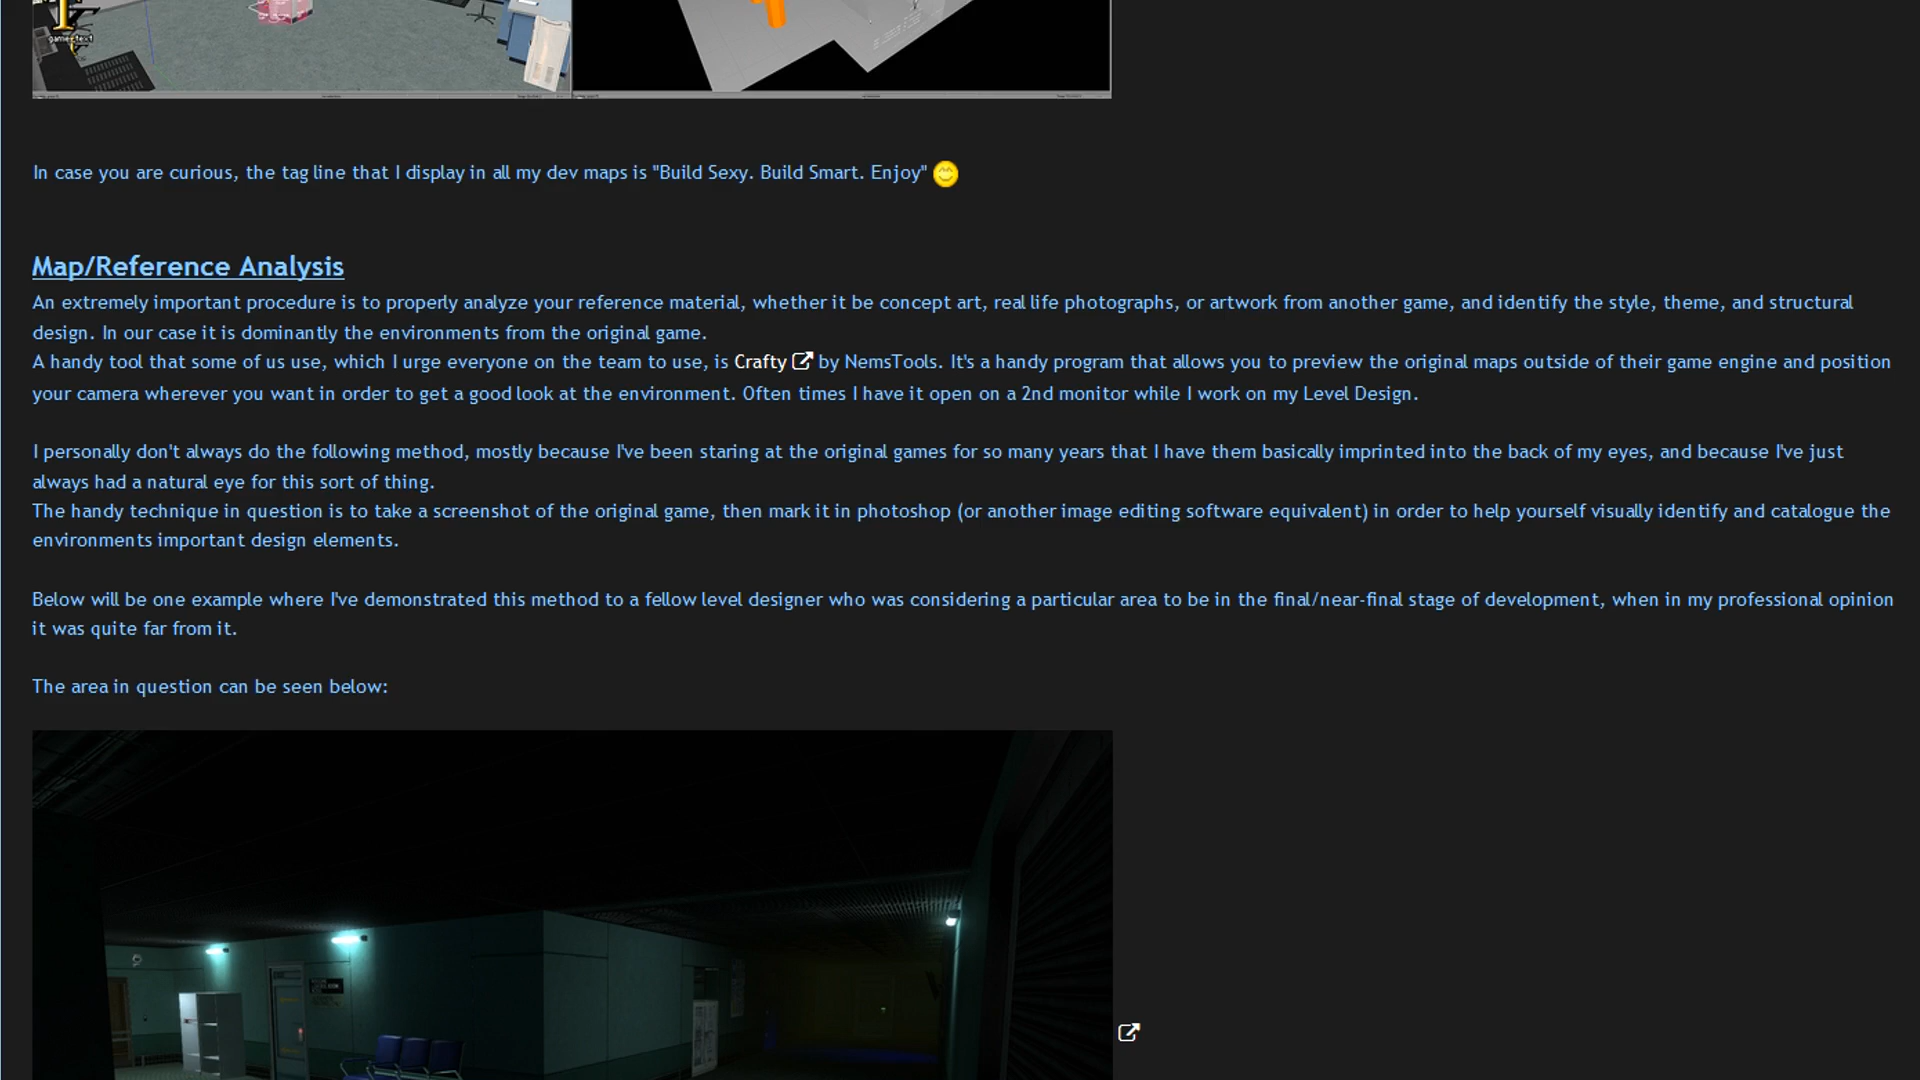 In case you are curious, the tag line that I display in all my dev maps is "Build Sexy. Build Smart. Enjoy"
Map/Reference Analysis
An extremely important procedure is to properly analyze your reference material, whether it be concept art, real life photographs, or artwork from another game, and identify the style, theme, and structural
design. In our case it is dominantly the environments from the original game.
A handy tool that some of us use, which I urge everyone on the team to use, is Crafty by NemsTools. It's a handy program that allows you to preview the original maps outside of their game engine and position
your camera wherever you want in order to get a good look at the environment. Often times I have it open on a 2nd monitor while I work on my Level Design.
I personally don't always do the following method, mostly because I've been staring at the original games for so many years that I have them basically imprinted into the back of my eyes, and because I've just
always had a natural eye for this sort of thing.
The handy technique in question is to take a screenshot of the original game, then mark it in photoshop (or another image editing software equivalent) in order to help yourself visually identify and catalogue the
environments important design elements.
Below will be one example where I've demonstrated this method to a fellow level designer who was considering a particular area to be in the final/near-final stage of development, when in my professional opinion
it was quite far from it.
The area in question can be seen below: